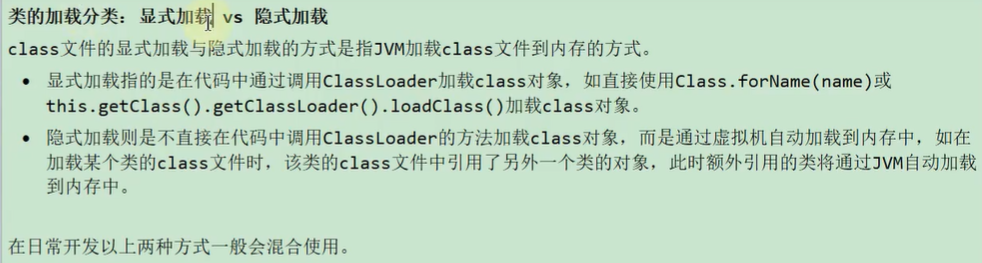 类的加载分类：显式加载 vs 隐式加载
class文件的显式加载与隐式加载的方式是指JVM加载class文件到内存的方式。
• 显式加载指的是在代码中通过调用ClassLoader加载class对象，如直接使用Class.forName(name)或
this.getClass().getClassLoader().loadClass()加载class对象。
• 隐式加载则是不直接在代码中调用ClassLoader的方法加载class对象，而是通过虚拟机自动加载到内存中，如在
加载某个类的class文件时，该类的class文件中引用了另外一个类的对象，此时额外引用的类将通过JVM自动加载
到内存中。
在日常开发以上两种方式一般会混合使用。